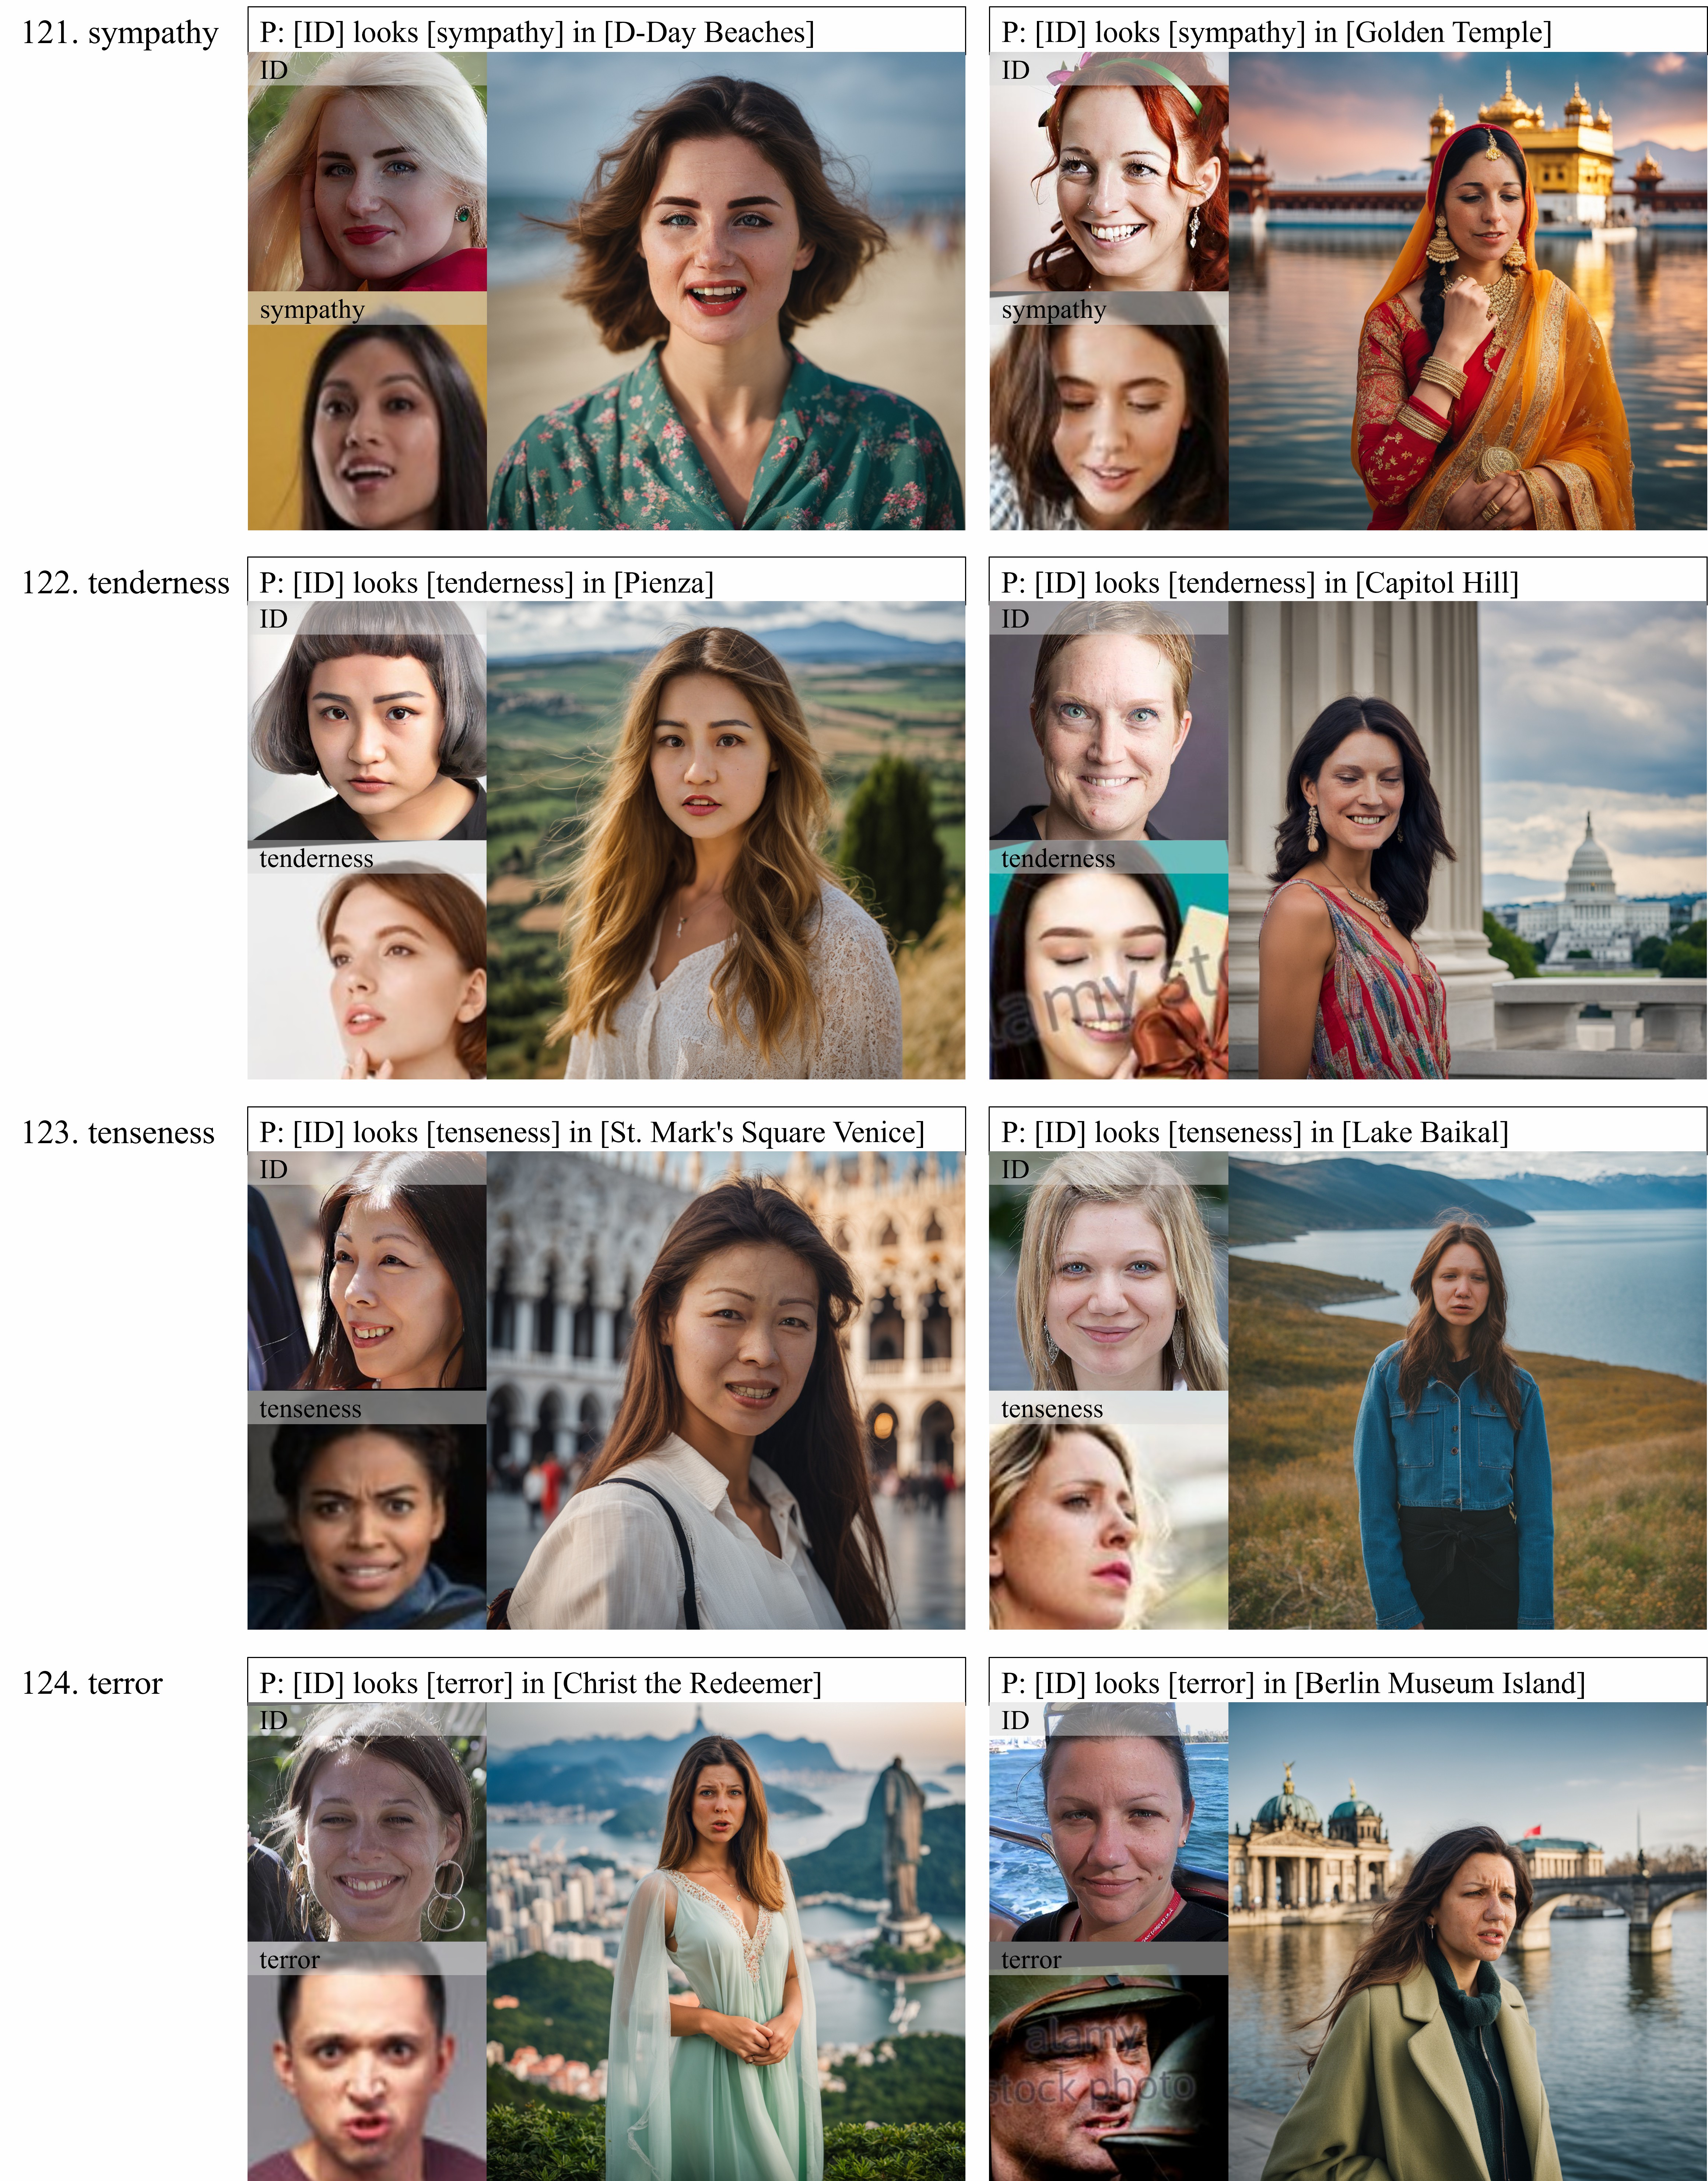 121. sympathy
P: [ID] looks [sympathy] in [D-Day Beaches]
ID
sympathy
P: [ID] looks [sympathy] in [Golden Temple]
ID
sympathy
122. tenderness
P: [ID] looks [tenderness] in [Pienza]
ID
tenderness
P: [ID] looks [tenderness] in [Capitol Hill]
ID
tenderness
alamy sto
123. tenseness
P: [ID] looks [tenseness] in [St. Mark's Square Venice]
ID
tenseness
P: [ID] looks [tenseness] in [Lake Baikal]
ID
tenseness
124. terror
P: [ID] looks [terror] in [Christ the Redeemer]
ID
terror
P: [ID] looks [terror] in [Berlin Museum Island]
ID
terror
alamy
stock photo